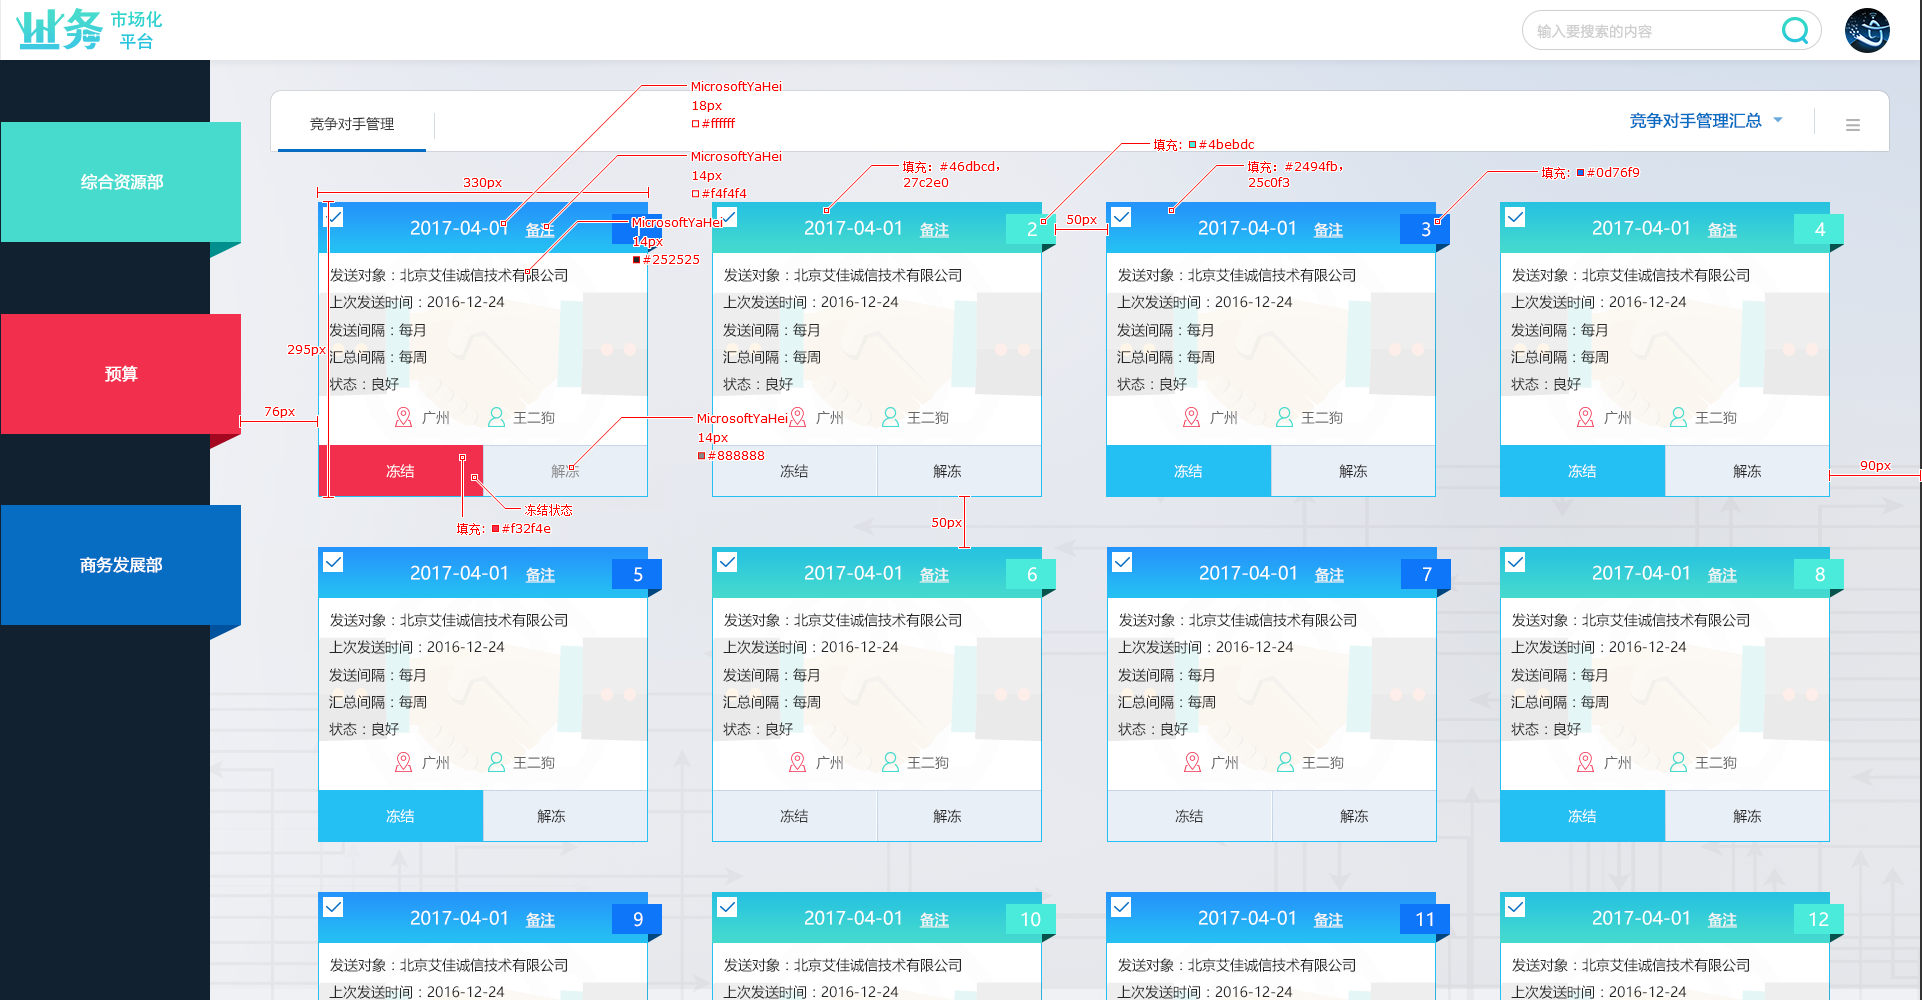 业务 市场化
平台
输入要搜索的内容
综合资源部
预算
商务发展部
竞争对手管理
竞争对手管理汇总
MicrosoftYaHei
18px
#ffffff
MicrosoftYaHei
14px
#f4f4f4
MicrosoftYaHei
14px
#252525
填充：#46dbcd，
27c2e0
填充：#4bebdc
填充：#2494fb，
25c0f3
填充：#0d76f9
330px
295px
76px
50px
50px
90px
MicrosoftYaHei
14px
#888888
冻结状态
填充：#f32f4e
2017-04-01 备注
发送对象：北京艾佳诚信技术有限公司
上次发送时间：2016-12-24
发送间隔：每月
汇总间隔：每周
状态：良好
广州 王二狗
冻结 解冻
2017-04-01 备注 2
发送对象：北京艾佳诚信技术有限公司
上次发送时间：2016-12-24
发送间隔：每月
汇总间隔：每周
状态：良好
广州 王二狗
冻结 解冻
2017-04-01 备注 3
发送对象：北京艾佳诚信技术有限公司
上次发送时间：2016-12-24
发送间隔：每月
汇总间隔：每周
状态：良好
广州 王二狗
冻结 解冻
2017-04-01 备注 4
发送对象：北京艾佳诚信技术有限公司
上次发送时间：2016-12-24
发送间隔：每月
汇总间隔：每周
状态：良好
广州 王二狗
冻结 解冻
2017-04-01 备注 5
发送对象：北京艾佳诚信技术有限公司
上次发送时间：2016-12-24
发送间隔：每月
汇总间隔：每周
状态：良好
广州 王二狗
冻结 解冻
2017-04-01 备注 6
发送对象：北京艾佳诚信技术有限公司
上次发送时间：2016-12-24
发送间隔：每月
汇总间隔：每周
状态：良好
广州 王二狗
冻结 解冻
2017-04-01 备注 7
发送对象：北京艾佳诚信技术有限公司
上次发送时间：2016-12-24
发送间隔：每月
汇总间隔：每周
状态：良好
广州 王二狗
冻结 解冻
2017-04-01 备注 8
发送对象：北京艾佳诚信技术有限公司
上次发送时间：2016-12-24
发送间隔：每月
汇总间隔：每周
状态：良好
广州 王二狗
冻结 解冻
2017-04-01 备注 9
发送对象：北京艾佳诚信技术有限公司
上次发送时间：2016-12-24
2017-04-01 备注 10
发送对象：北京艾佳诚信技术有限公司
上次发送时间：2016-12-24
2017-04-01 备注 11
发送对象：北京艾佳诚信技术有限公司
上次发送时间：2016-12-24
2017-04-01 备注 12
发送对象：北京艾佳诚信技术有限公司
上次发送时间：2016-12-24